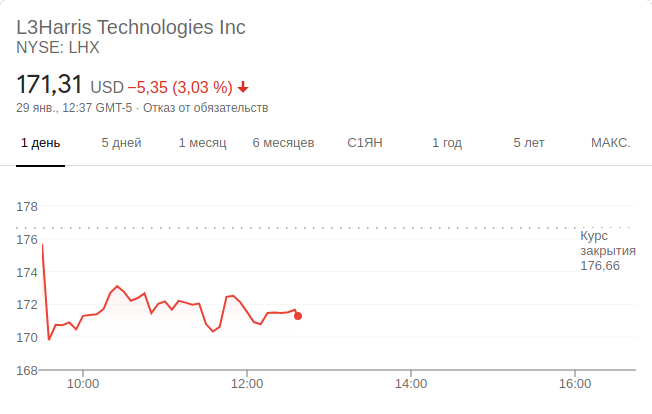 L3Harris Technologies Inc
NYSE: LHX
171,31 USD −5,35 (3,03 %)
29 янв., 12:37 GMT-5 · Отказ от обязательств
1 день 5 дней 1 месяц 6 месяцев С1ЯН 1 год 5 лет МАКС.
178
176
174
172
170
168
Курс
закрытия
176,66
10:00 12:00 14:00 16:00